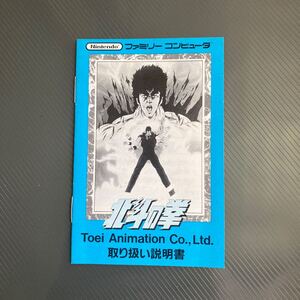 Nintendo ファミリー コンピュータ
北斗の拳
Toei Animation Co., Ltd.
取り扱い説明書